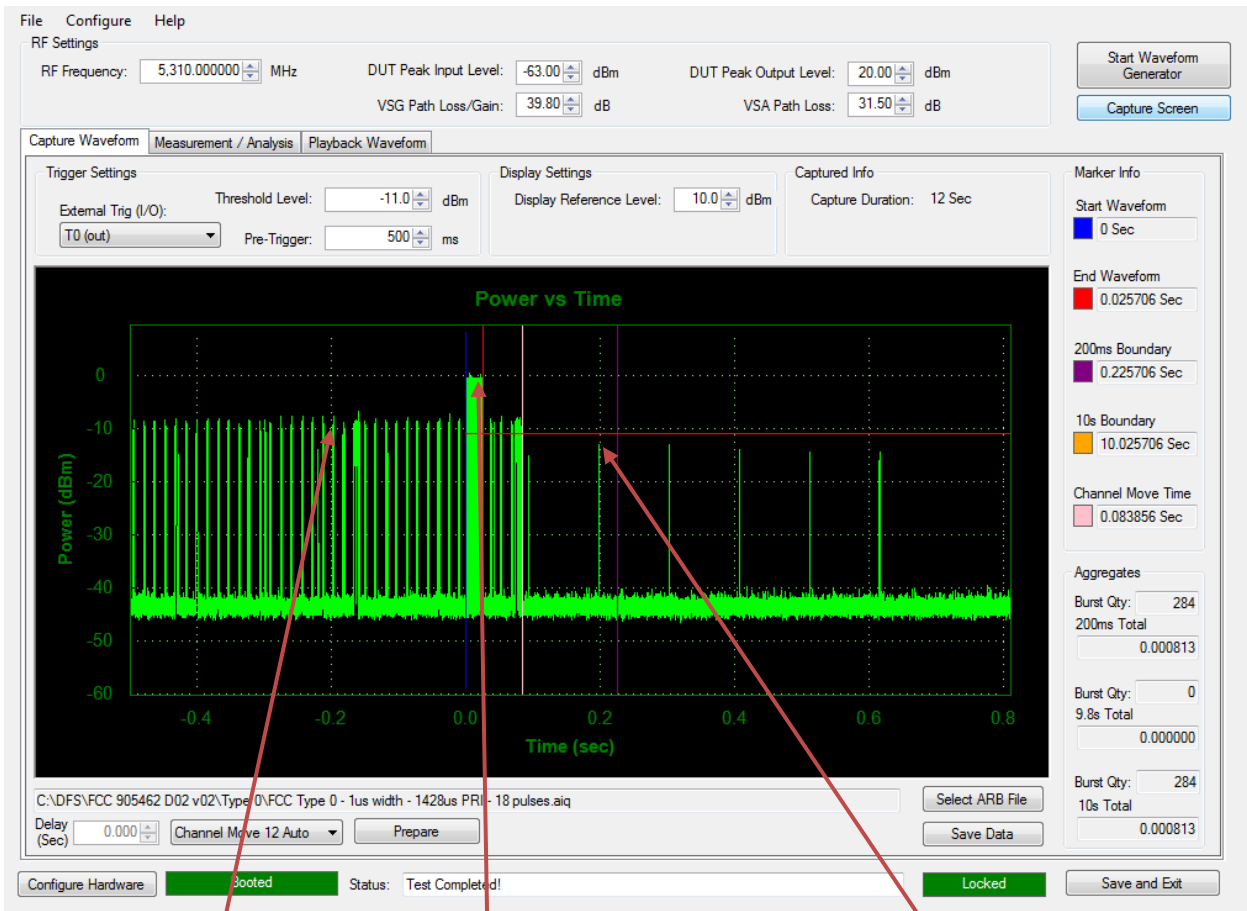 File Configure Help
RF Settings
RF Frequency: 5,310.000000 MHz DUT Peak Input Level: -63.00 dBm DUT Peak Output Level: 20.00 dBm
VSG Path Loss/Gain: 39.80 dB VSA Path Loss: 31.50 dB
Start Waveform
Generator
Capture Screen
Capture Waveform Measurement / Analysis Playback Waveform
Trigger Settings
Threshold Level: -11.0 dBm
External Trig (I/O):
T0 (out)
Pre-Trigger: 500 ms
Display Settings
Display Reference Level: 10.0 dBm
Captured Info
Capture Duration: 12 Sec
Marker Info
Start Waveform
0 Sec
End Waveform
0.025706 Sec
200ms Boundary
0.225706 Sec
10s Boundary
10.025706 Sec
Channel Move Time
0.083856 Sec
Power vs Time
0
-10
-20
-30
-40
-50
-60
Power (dBm)
-0.4 -0.2 0.0 0.2 0.4 0.6 0.8
Time (sec)
Aggregates
Burst Qty: 284
200ms Total
0.000813
Burst Qty: 0
9.8s Total
0.000000
Burst Qty: 284
10s Total
0.000813
C:\DFS\FCC 905462 D02 v02\Type 0\FCC Type 0 - 1us width - 1428us PRI - 18 pulses.aiq
Select ARB File
Delay
(Sec)
0.000
Channel Move 12 Auto
Prepare
Save Data
Configure Hardware Booted Status: Test Completed! Locked Save and Exit